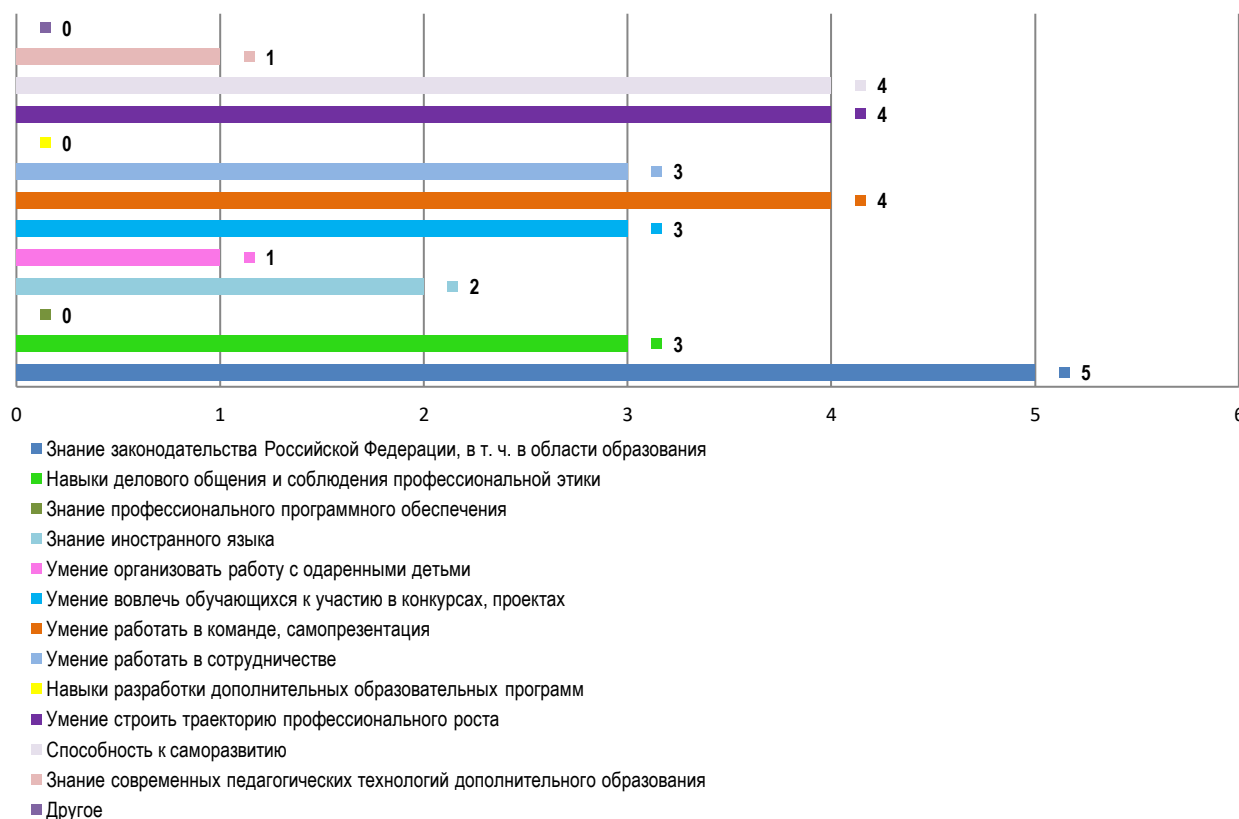 0
1
4
4
0
3
4
3
1
2
0
3
5
0 1 2 3 4 5 6
Знание законодательства Российской Федерации, в т. ч. в области образования
Навыки делового общения и соблюдения профессиональной этики
Знание профессионального программного обеспечения
Знание иностранного языка
Умение организовать работу с одаренными детьми
Умение вовлечь обучающихся к участию в конкурсах, проектах
Умение работать в команде, самопрезентация
Умение работать в сотрудничестве
Навыки разработки дополнительных образовательных программ
Умение строить траекторию профессионального роста
Способность к саморазвитию
Знание современных педагогических технологий дополнительного образования
Другое